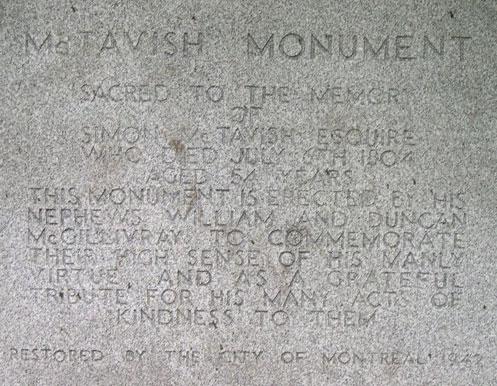 McTAVISH MONUMENT
"SACRED TO THE MEMORY
OF
SIMON McTAVISH ESQUIRE
WHO DIED JULY 6TH 1804
AGED 54 YEARS
THIS MONUMENT IS ERECTED BY HIS
NEPHEWS WILLIAM AND DUNCAN
McGILLIVRAY TO COMMEMORATE
THEIR HIGH SENSE OF HIS MANLY
VIRTUE AND AS A GRATEFUL
TRIBUTE FOR HIS MANY ACTS OF
KINDNESS TO THEM
RESTORED BY THE CITY OF MONTREAL